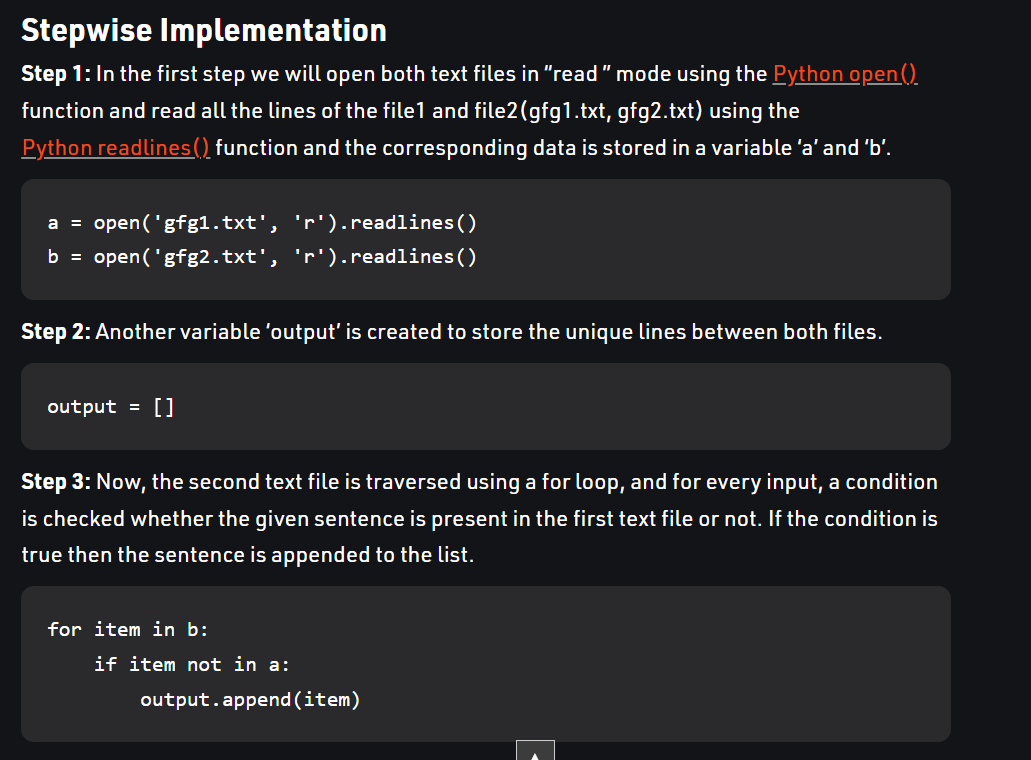 Stepwise Implementation
Step 1: In the first step we will open both text files in “read ” mode using the Python open()
function and read all the lines of the file1 and file2(gfg1.txt, gfg2.txt) using the
Python readlines() function and the corresponding data is stored in a variable ‘a’ and ‘b’.
a = open('gfg1.txt', 'r').readlines()
b = open('gfg2.txt', 'r').readlines()
Step 2: Another variable ‘output’ is created to store the unique lines between both files.
output = []
Step 3: Now, the second text file is traversed using a for loop, and for every input, a condition
is checked whether the given sentence is present in the first text file or not. If the condition is
true then the sentence is appended to the list.
for item in b:
    if item not in a:
        output.append(item)